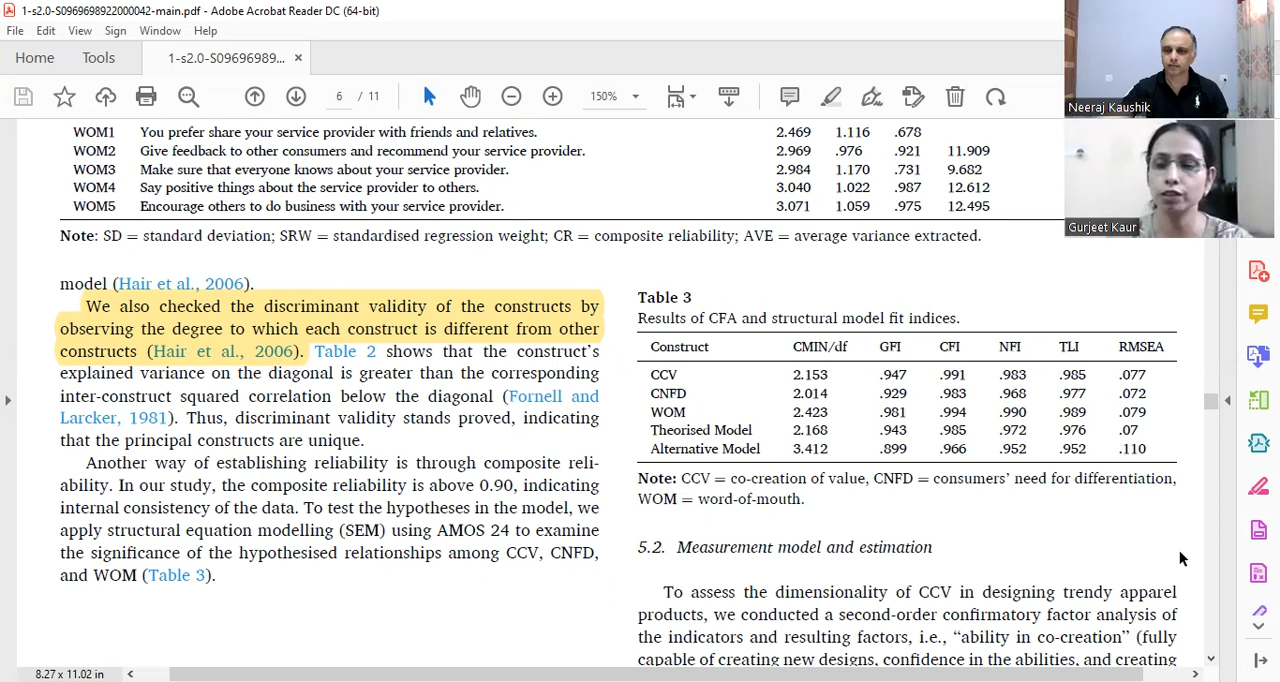 1-s2.0-S0969698922000042-main.pdf - Adobe Acrobat Reader DC (64-bit)
File Edit View Sign Window Help
Home Tools 1-s2.0-S09696989... ×
6 / 11 150%
Neeraj Kaushik
Gurjeet Kaur
WOM1 You prefer share your service provider with friends and relatives. 2.469 1.116 .678
WOM2 Give feedback to other consumers and recommend your service provider. 2.969 .976 .921 11.909
WOM3 Make sure that everyone knows about your service provider. 2.984 1.170 .731 9.682
WOM4 Say positive things about the service provider to others. 3.040 1.022 .987 12.612
WOM5 Encourage others to do business with your service provider. 3.071 1.059 .975 12.495
Note: SD = standard deviation; SRW = standardised regression weight; CR = composite reliability; AVE = average variance extracted.
model (Hair et al., 2006).
We also checked the discriminant validity of the constructs by
observing the degree to which each construct is different from other
constructs (Hair et al., 2006). Table 2 shows that the construct's
explained variance on the diagonal is greater than the corresponding
inter-construct squared correlation below the diagonal (Fornell and
Larcker, 1981). Thus, discriminant validity stands proved, indicating
that the principal constructs are unique.
Another way of establishing reliability is through composite reli-
ability. In our study, the composite reliability is above 0.90, indicating
internal consistency of the data. To test the hypotheses in the model, we
apply structural equation modelling (SEM) using AMOS 24 to examine
the significance of the hypothesised relationships among CCV, CNFD,
and WOM (Table 3).
Table 3
Results of CFA and structural model fit indices.
Construct CMIN/df GFI CFI NFI TLI RMSEA
CCV 2.153 .947 .991 .983 .985 .077
CNFD 2.014 .929 .983 .968 .977 .072
WOM 2.423 .981 .994 .990 .989 .079
Theorised Model 2.168 .943 .985 .972 .976 .07
Alternative Model 3.412 .899 .966 .952 .952 .110
Note: CCV = co-creation of value, CNFD = consumers' need for differentiation,
WOM = word-of-mouth.
5.2. Measurement model and estimation
To assess the dimensionality of CCV in designing trendy apparel
products, we conducted a second-order confirmatory factor analysis of
the indicators and resulting factors, i.e., "ability in co-creation" (fully
capable of creating new designs, confidence in the abilities, and creating
8.27 x 11.02 in